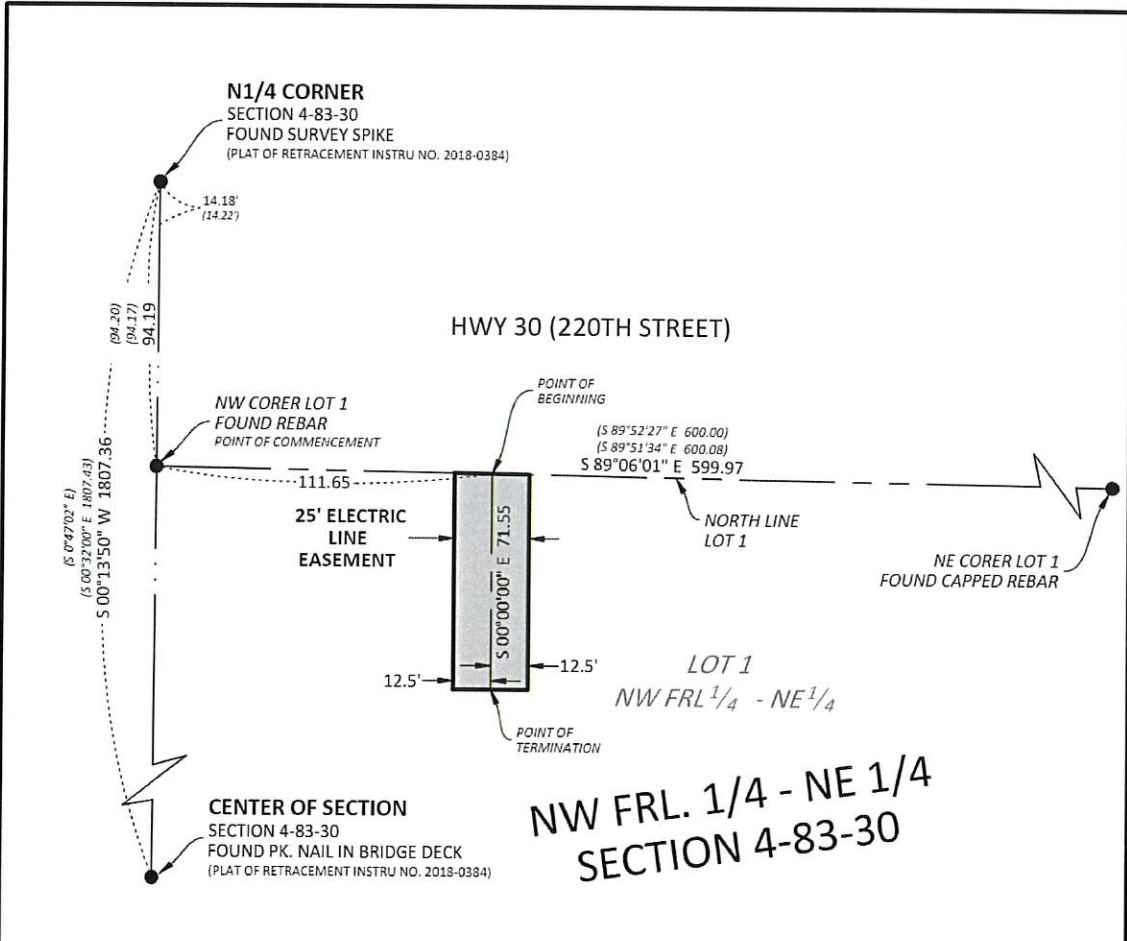 N1/4 CORNER
SECTION 4-83-30
FOUND SURVEY SPIKE
(PLAT OF RETRACEMENT INSTRU NO. 2018-0384)
14.18'
(14.22')
(94.20)
(94.17)
94.19
HWY 30 (220TH STREET)
POINT OF
BEGINNING
NW CORER LOT 1
FOUND REBAR
POINT OF COMMENCEMENT
(S 89°52'27" E 600.00)
(S 89°51'34" E 600.08)
S 89°06'01" E 599.97
111.65
NORTH LINE
LOT 1
NE CORER LOT 1
FOUND CAPPED REBAR
25' ELECTRIC
LINE
EASEMENT
S 00°00'00" E 71.55
(S 0°47'02" E)
(S 00°32'00" E 1807.43)
S 00°13'50" W 1807.36
12.5'
12.5'
LOT 1
NW FRL 1/4 - NE 1/4
POINT OF
TERMINATION
CENTER OF SECTION
SECTION 4-83-30
FOUND PK. NAIL IN BRIDGE DECK
(PLAT OF RETRACEMENT INSTRU NO. 2018-0384)
NW FRL. 1/4 - NE 1/4
SECTION 4-83-30